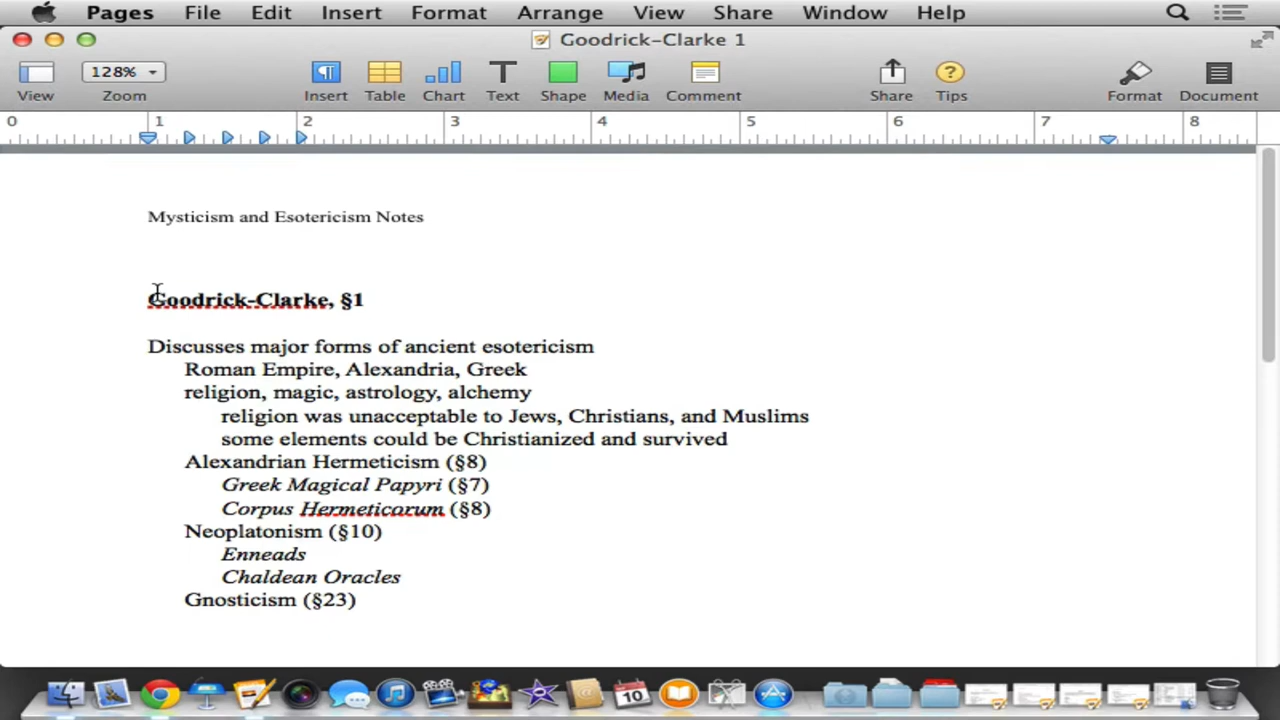 Pages File Edit Insert Format Arrange View Share Window Help
Goodrick-Clarke 1
128%
View Zoom Insert Table Chart Text Shape Media Comment Share Tips Format Document
0 1 2 3 4 5 6 7 8
Mysticism and Esotericism Notes
Goodrick-Clarke, §1
Discusses major forms of ancient esotericism
Roman Empire, Alexandria, Greek
religion, magic, astrology, alchemy
religion was unacceptable to Jews, Christians, and Muslims
some elements could be Christianized and survived
Alexandrian Hermeticism (§8)
Greek Magical Papyri (§7)
Corpus Hermeticarum (§8)
Neoplatonism (§10)
Enneads
Chaldean Oracles
Gnosticism (§23)
10